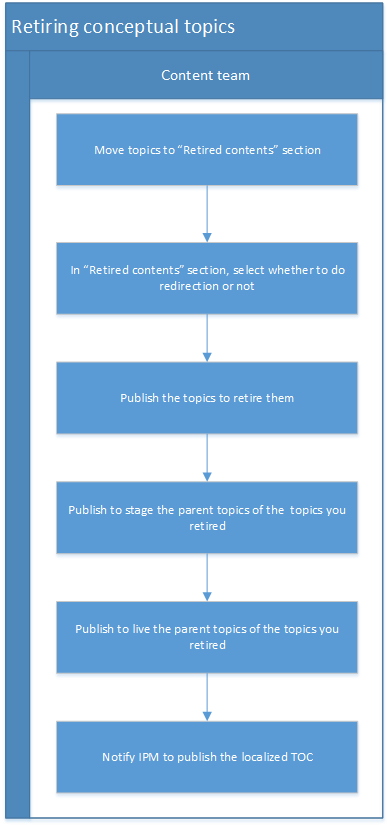 Retiring conceptual topics
Content team
Move topics to “Retired contents” section
In “Retired contents” section, select whether to do
redirection or not
Publish the topics to retire them
Publish to stage the parent topics of the topics you
retired
Publish to live the parent topics of the topics you
retired
Notify IPM to publish the localized TOC